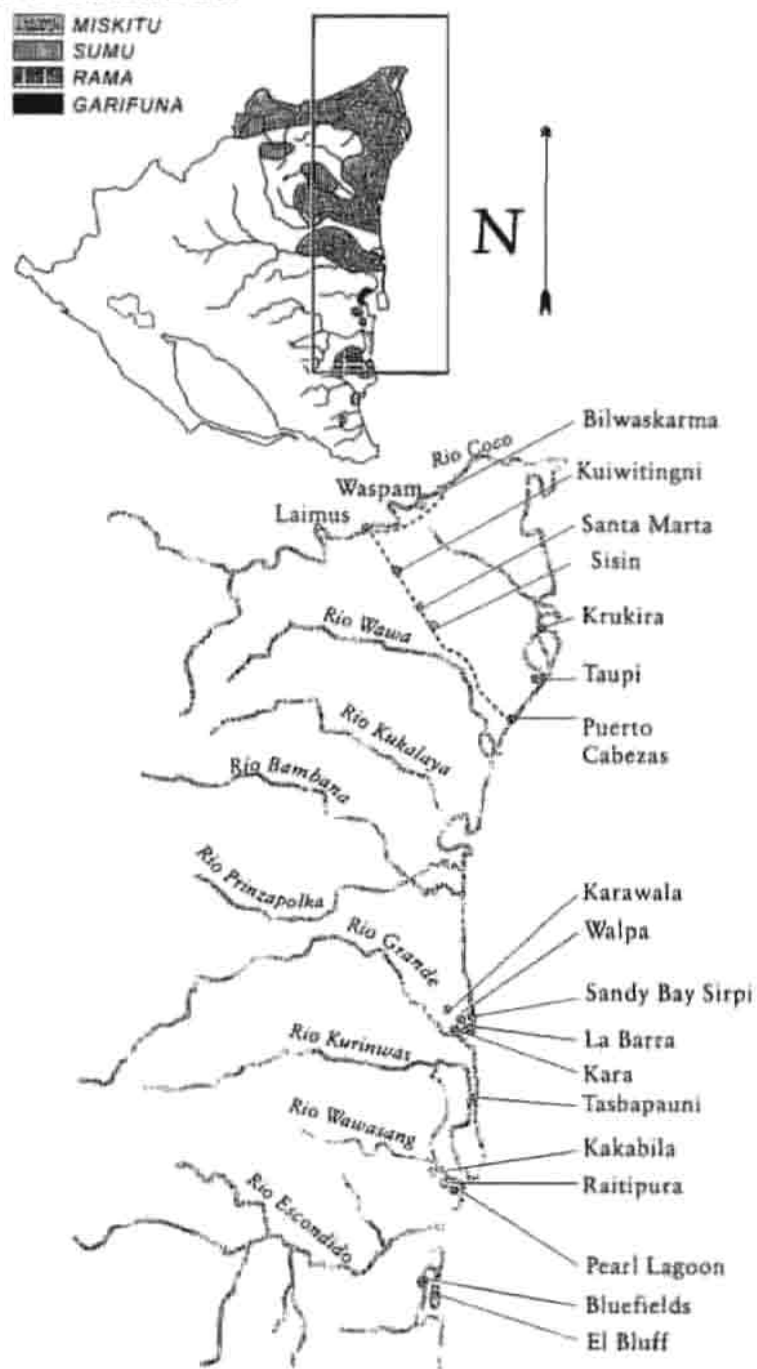 MISKITU
SUMU
RAMA
GARIFUNA
N
Bilwaskarma
Rio Coco
Kuiwitingni
Waspam
Laimus
Santa Marta
Sisin
Krukira
Rio Wawa
Taupi
Puerto
Cabezas
Rio Kukalaya
Rio Bambana
Rio Prinzapolka
Karawala
Walpa
Rio Grande
Sandy Bay Sirpi
La Barra
Rio Kurinwas
Kara
Tasbapauni
Rio Wawasang
Kakabila
Raitipura
Rio Escondido
Pearl Lagoon
Bluefields
El Bluff